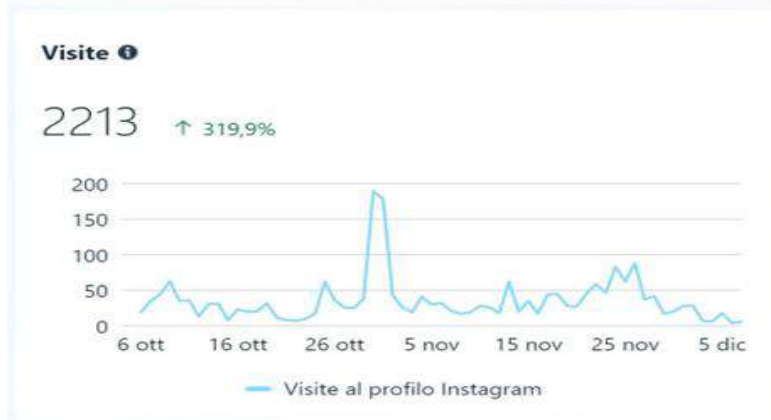 Visite
2213 ↑ 319,9%
200
150
100
50
0
6 ott 16 ott 26 ott 5 nov 15 nov 25 nov 5 dic
Visite al profilo Instagram